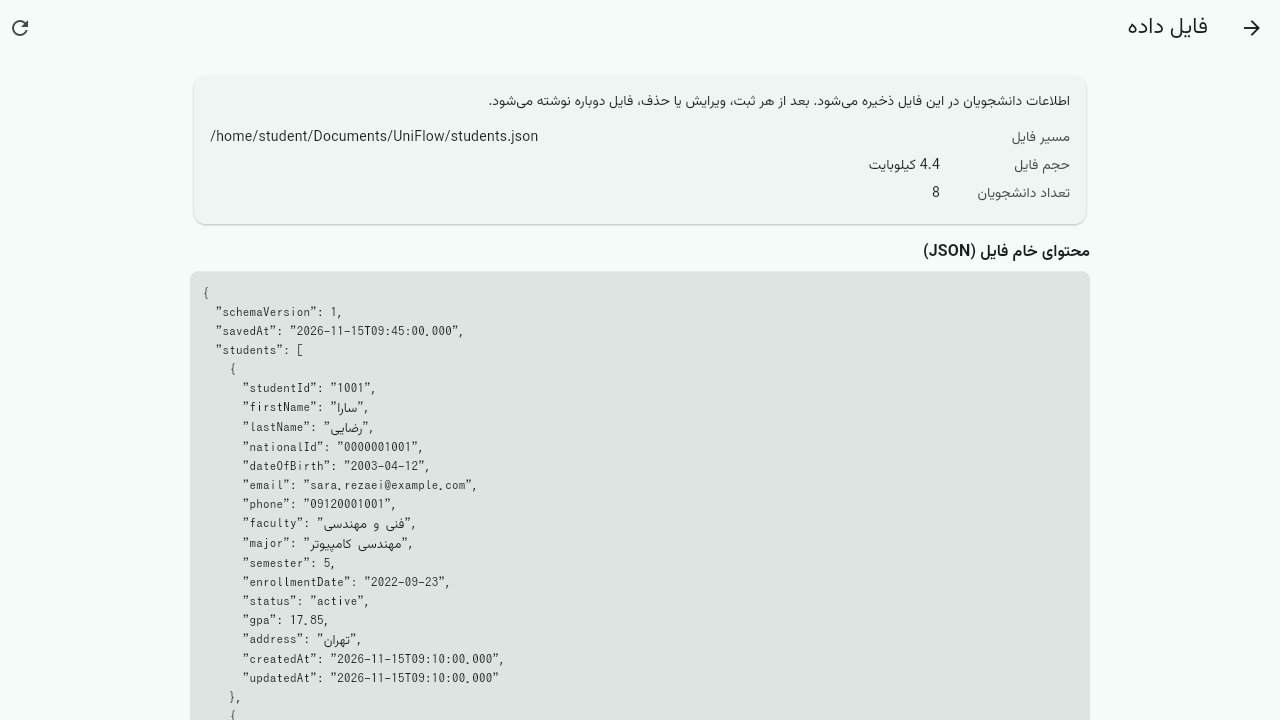 فایل داده
اطلاعات دانشجویان در این فایل ذخیره می‌شود. بعد از هر ثبت، ویرایش یا حذف، فایل دوباره نوشته می‌شود.
مسیر فایل /home/student/Documents/UniFlow/students.json
حجم فایل 4.4 کیلوبایت
تعداد دانشجویان 8
محتوای خام فایل (JSON)
{
"schemaVersion": 1,
"savedAt": "2026-11-15T09:45:00.000",
"students": [
{
"studentId": "1001",
"firstName": "سارا",
"lastName": "رضایی",
"nationalId": "0000001001",
"dateOfBirth": "2003-04-12",
"email": "sara.rezaei@example.com",
"phone": "09120001001",
"faculty": "فنی و مهندسی",
"major": "مهندسی کامپیوتر",
"semester": 5,
"enrollmentDate": "2022-09-23",
"status": "active",
"gpa": 17.85,
"address": "تهران",
"createdAt": "2026-11-15T09:10:00.000",
"updatedAt": "2026-11-15T09:10:00.000"
},
{